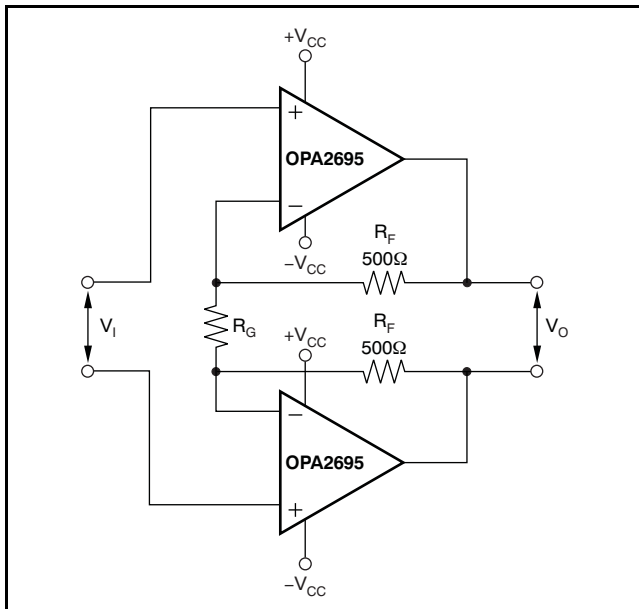 +V_CC
+
OPA2695
−
R_F
−V_CC
500Ω
V_I
R_G
+V_CC
R_F
V_O
500Ω
−
OPA2695
+
−V_CC